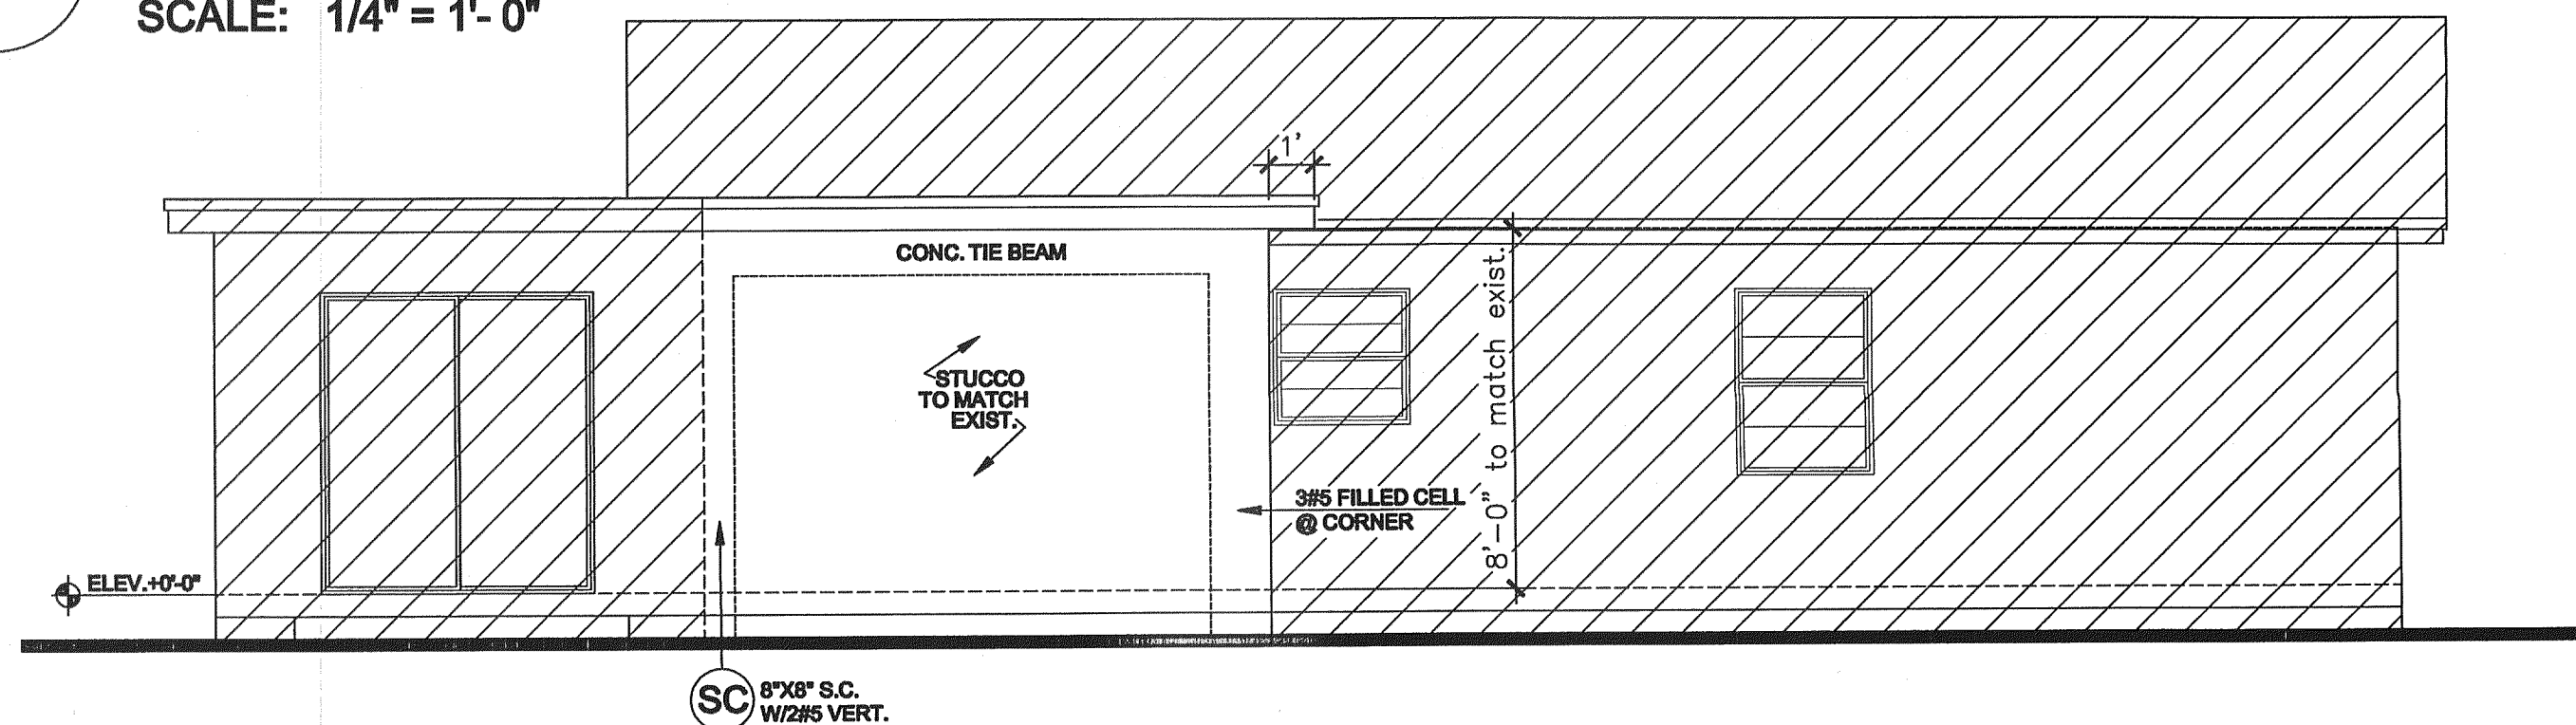 SCALE: 1/4" = 1'- 0"
1'
CONC. TIE BEAM
STUCCO
TO MATCH
EXIST.
8'-0" to match exist.
3#5 FILLED CELL
@ CORNER
ELEV.+0'-0"
SC
8"X8" S.C.
W/2#5 VERT.